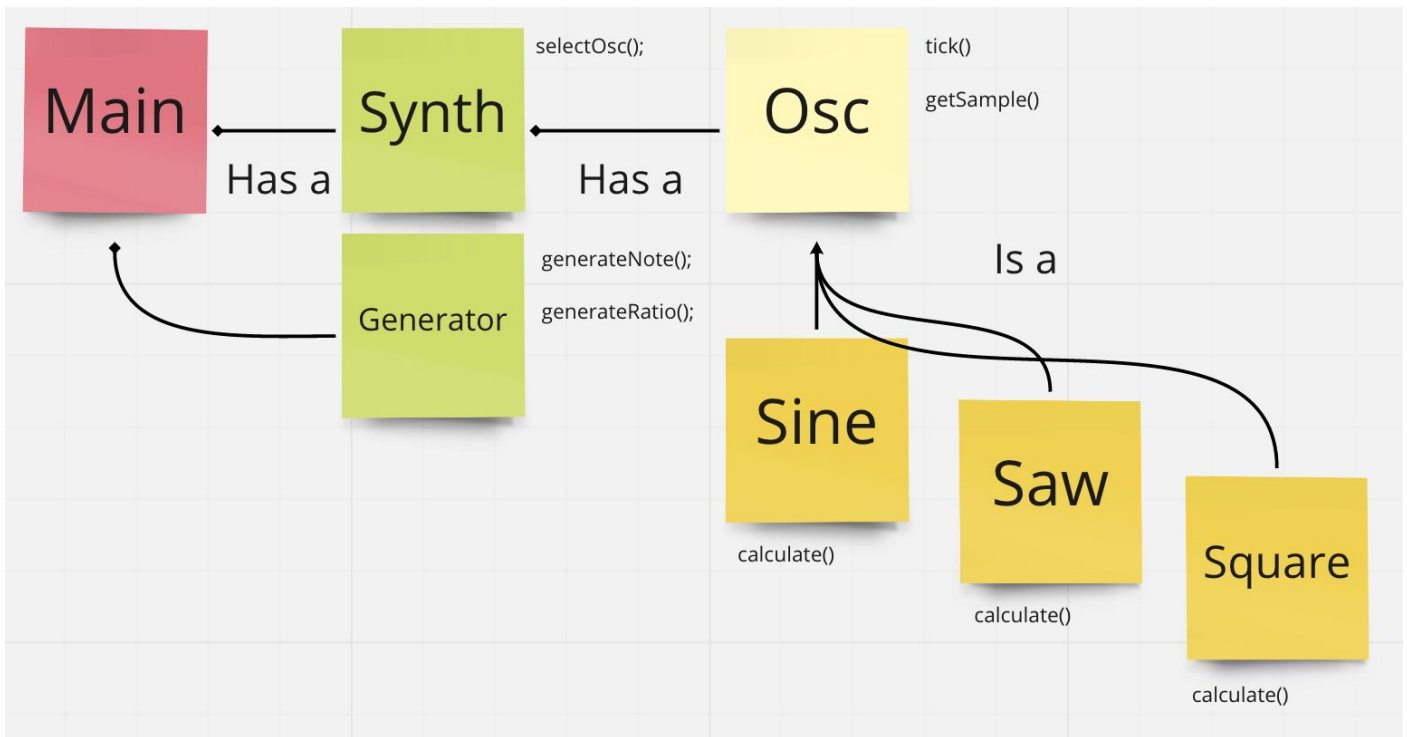 Main
Synth
selectOsc();
Osc
tick()
getSample()
Has a
Has a
Generator
generateNote();
generateRatio();
Is a
Sine
calculate()
Saw
calculate()
Square
calculate()